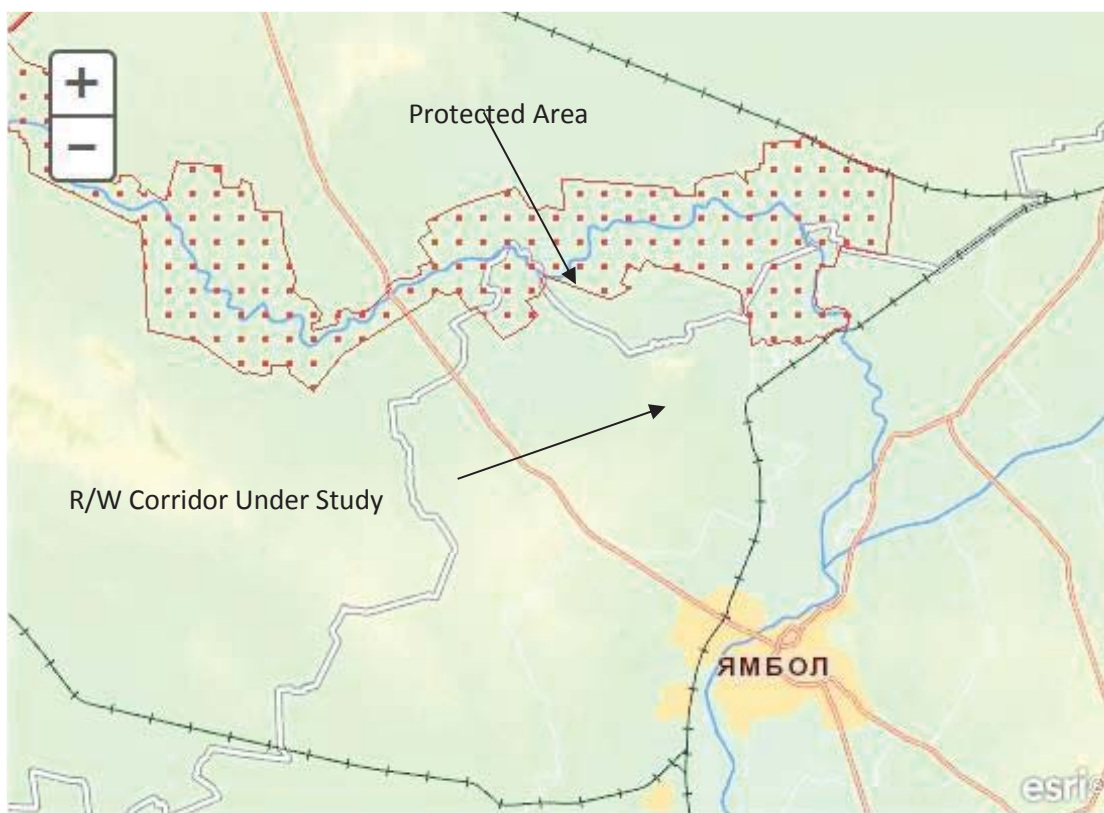 +
−
Protected Area
R/W Corridor Under Study
ЯМБОЛ
esri